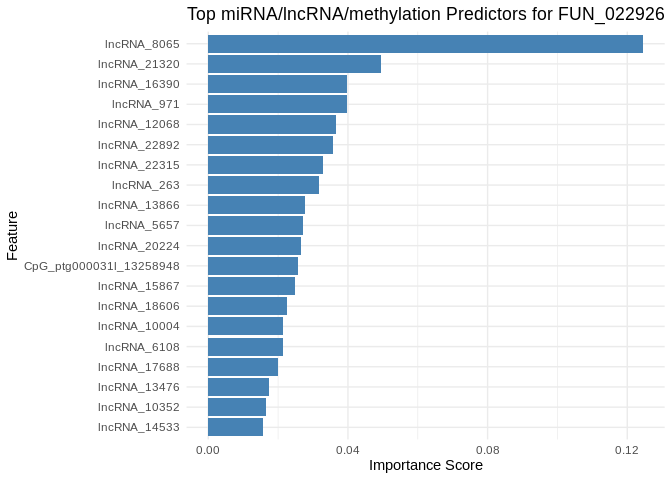 Top miRNA/lncRNA/methylation Predictors for FUN_022926
Feature
lncRNA_8065
lncRNA_21320
lncRNA_16390
lncRNA_971
lncRNA_12068
lncRNA_22892
lncRNA_22315
lncRNA_263
lncRNA_13866
lncRNA_5657
lncRNA_20224
CpG_ptg000031l_13258948
lncRNA_15867
lncRNA_18606
lncRNA_10004
lncRNA_6108
lncRNA_17688
lncRNA_13476
lncRNA_10352
lncRNA_14533
0.00 0.04 0.08 0.12
Importance Score